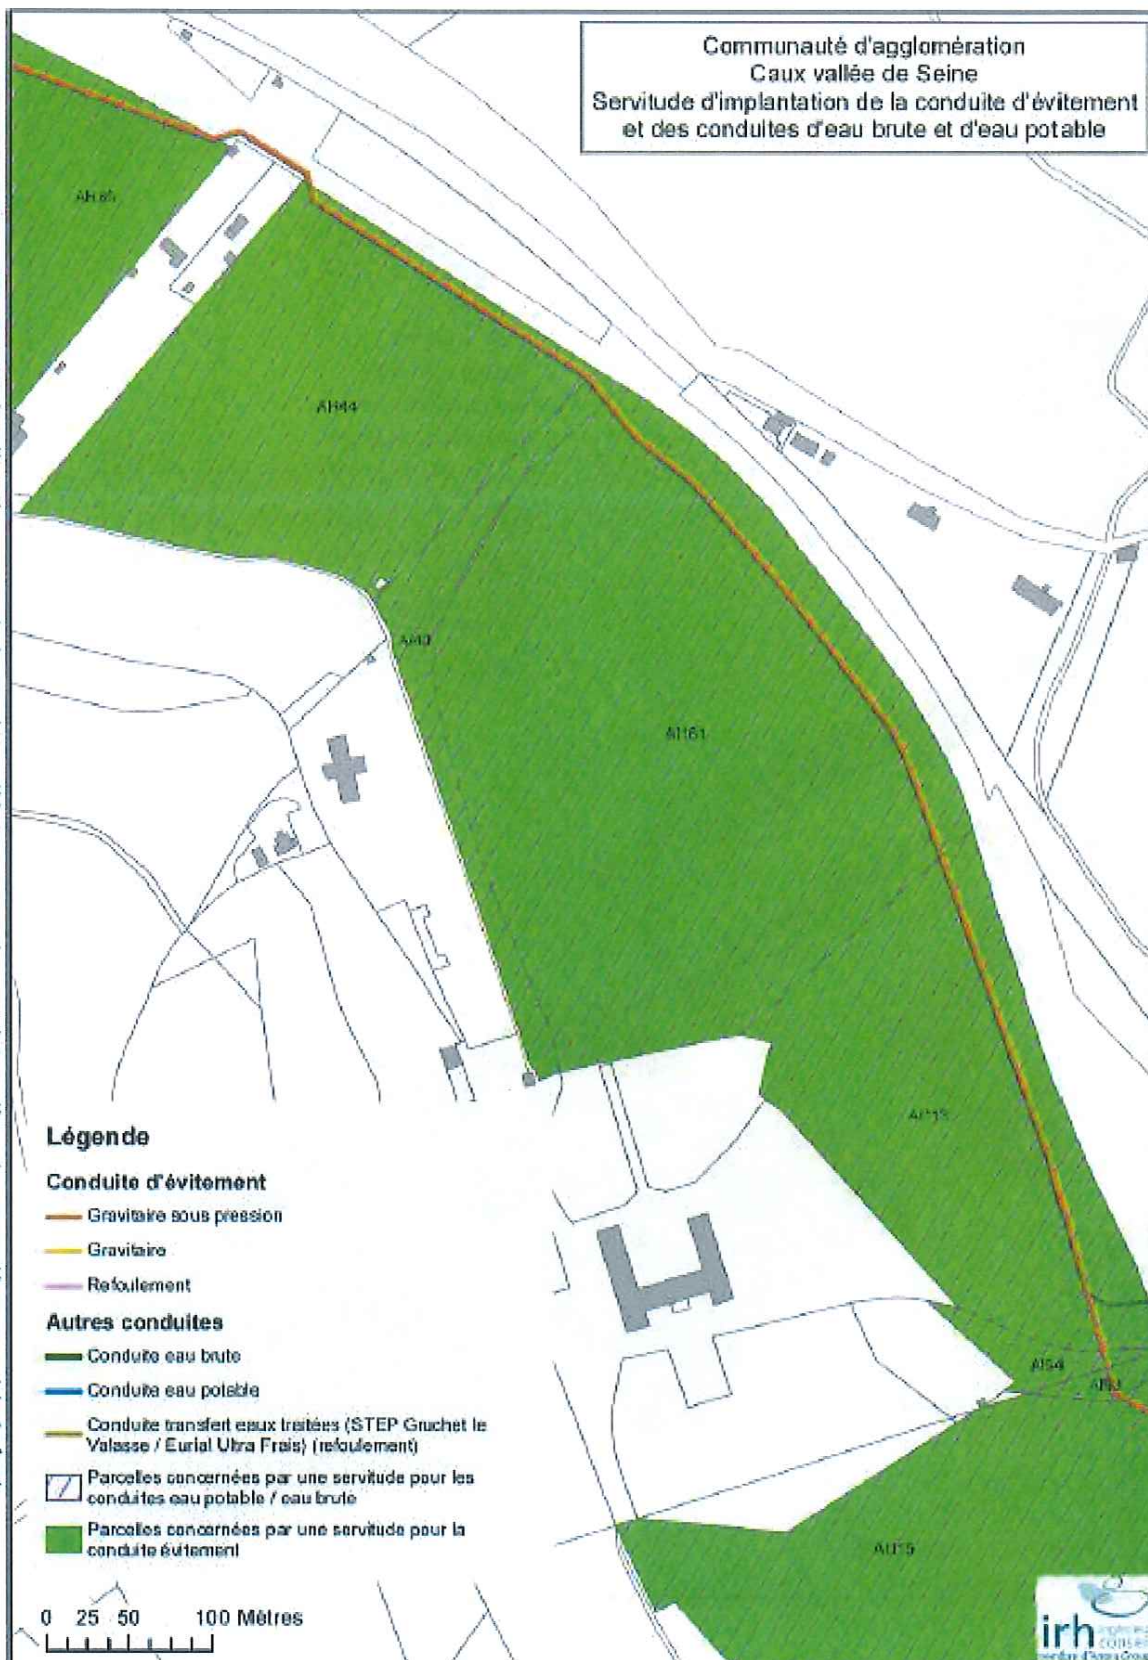 Communauté d'agglomération
Caux vallée de Seine
Servitude d'implantation de la conduite d'évitement
et des conduites d'eau brute et d'eau potable
AH44
AH61
Légende
Conduite d'évitement
Gravitaire sous pression
Gravitaire
Refoulement
Autres conduites
Conduite eau brute
Conduite eau potable
Conduite transfert eaux traitées (STEP Gruchet le
Valasse / Eurial Ultra Frais) (refoulement)
Parcelles concernées par une servitude pour les
conduites eau potable / eau brute
Parcelles concernées par une servitude pour la
conduite évitement
0 25 50 100 Mètres
irh